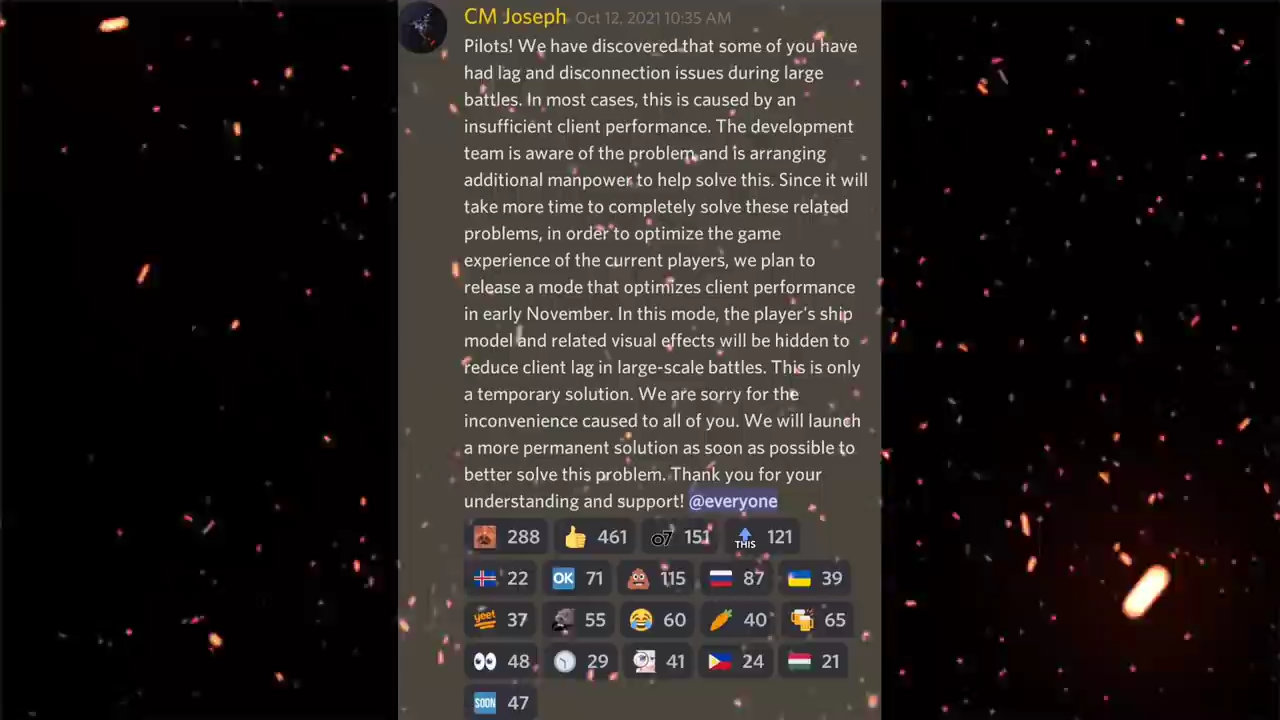 CM Joseph Oct 12, 2021 10:35 AM
Pilots! We have discovered that some of you have
had lag and disconnection issues during large
battles. In most cases, this is caused by an
insufficient client performance. The development
team is aware of the problem and is arranging
additional manpower to help solve this. Since it will
take more time to completely solve these related
problems, in order to optimize the game
experience of the current players, we plan to
release a mode that optimizes client performance
in early November. In this mode, the player's ship
model and related visual effects will be hidden to
reduce client lag in large-scale battles. This is only
a temporary solution. We are sorry for the
inconvenience caused to all of you. We will launch
a more permanent solution as soon as possible to
better solve this problem. Thank you for your
understanding and support! @everyone
288 461 o7 151 THIS 121
22 OK 71 115 87 39
yeet 37 55 60 40 65
48 29 41 24 21
SOON 47